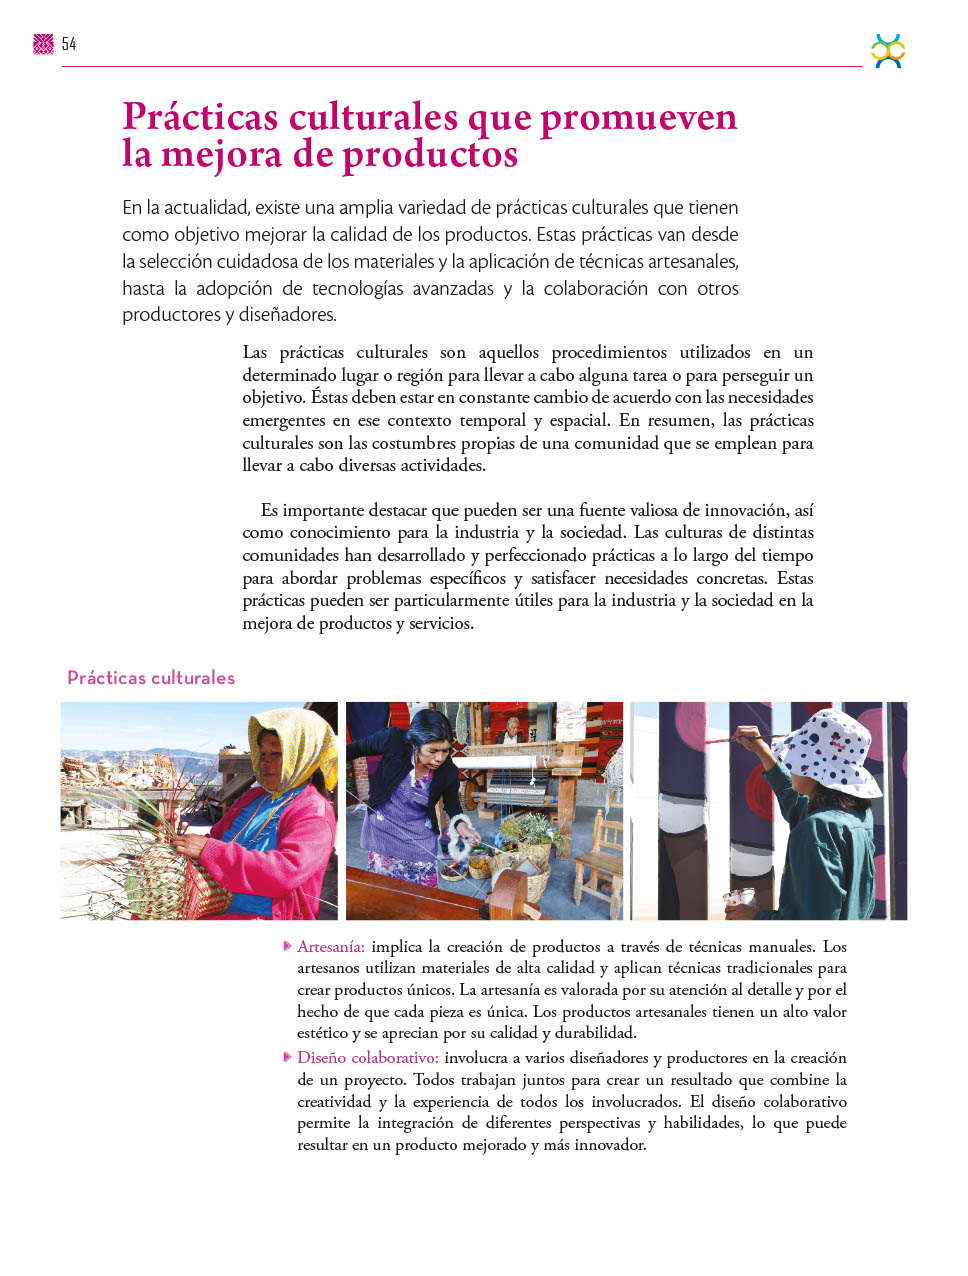 54
Prácticas culturales que promueven
la mejora de productos
En la actualidad, existe una amplia variedad de prácticas culturales que tienen
como objetivo mejorar la calidad de los productos. Estas prácticas van desde
la selección cuidadosa de los materiales y la aplicación de técnicas artesanales,
hasta la adopción de tecnologías avanzadas y la colaboración con otros
productores y diseñadores.
Las prácticas culturales son aquellos procedimientos utilizados en un
determinado lugar o región para llevar a cabo alguna tarea o para perseguir un
objetivo. Éstas deben estar en constante cambio de acuerdo con las necesidades
emergentes en ese contexto temporal y espacial. En resumen, las prácticas
culturales son las costumbres propias de una comunidad que se emplean para
llevar a cabo diversas actividades.
Es importante destacar que pueden ser una fuente valiosa de innovación, así
como conocimiento para la industria y la sociedad. Las culturas de distintas
comunidades han desarrollado y perfeccionado prácticas a lo largo del tiempo
para abordar problemas específicos y satisfacer necesidades concretas. Estas
prácticas pueden ser particularmente útiles para la industria y la sociedad en la
mejora de productos y servicios.
Prácticas culturales
Artesanía: implica la creación de productos a través de técnicas manuales. Los
artesanos utilizan materiales de alta calidad y aplican técnicas tradicionales para
crear productos únicos. La artesanía es valorada por su atención al detalle y por el
hecho de que cada pieza es única. Los productos artesanales tienen un alto valor
estético y se aprecian por su calidad y durabilidad.
Diseño colaborativo: involucra a varios diseñadores y productores en la creación
de un proyecto. Todos trabajan juntos para crear un resultado que combine la
creatividad y la experiencia de todos los involucrados. El diseño colaborativo
permite la integración de diferentes perspectivas y habilidades, lo que puede
resultar en un producto mejorado y más innovador.